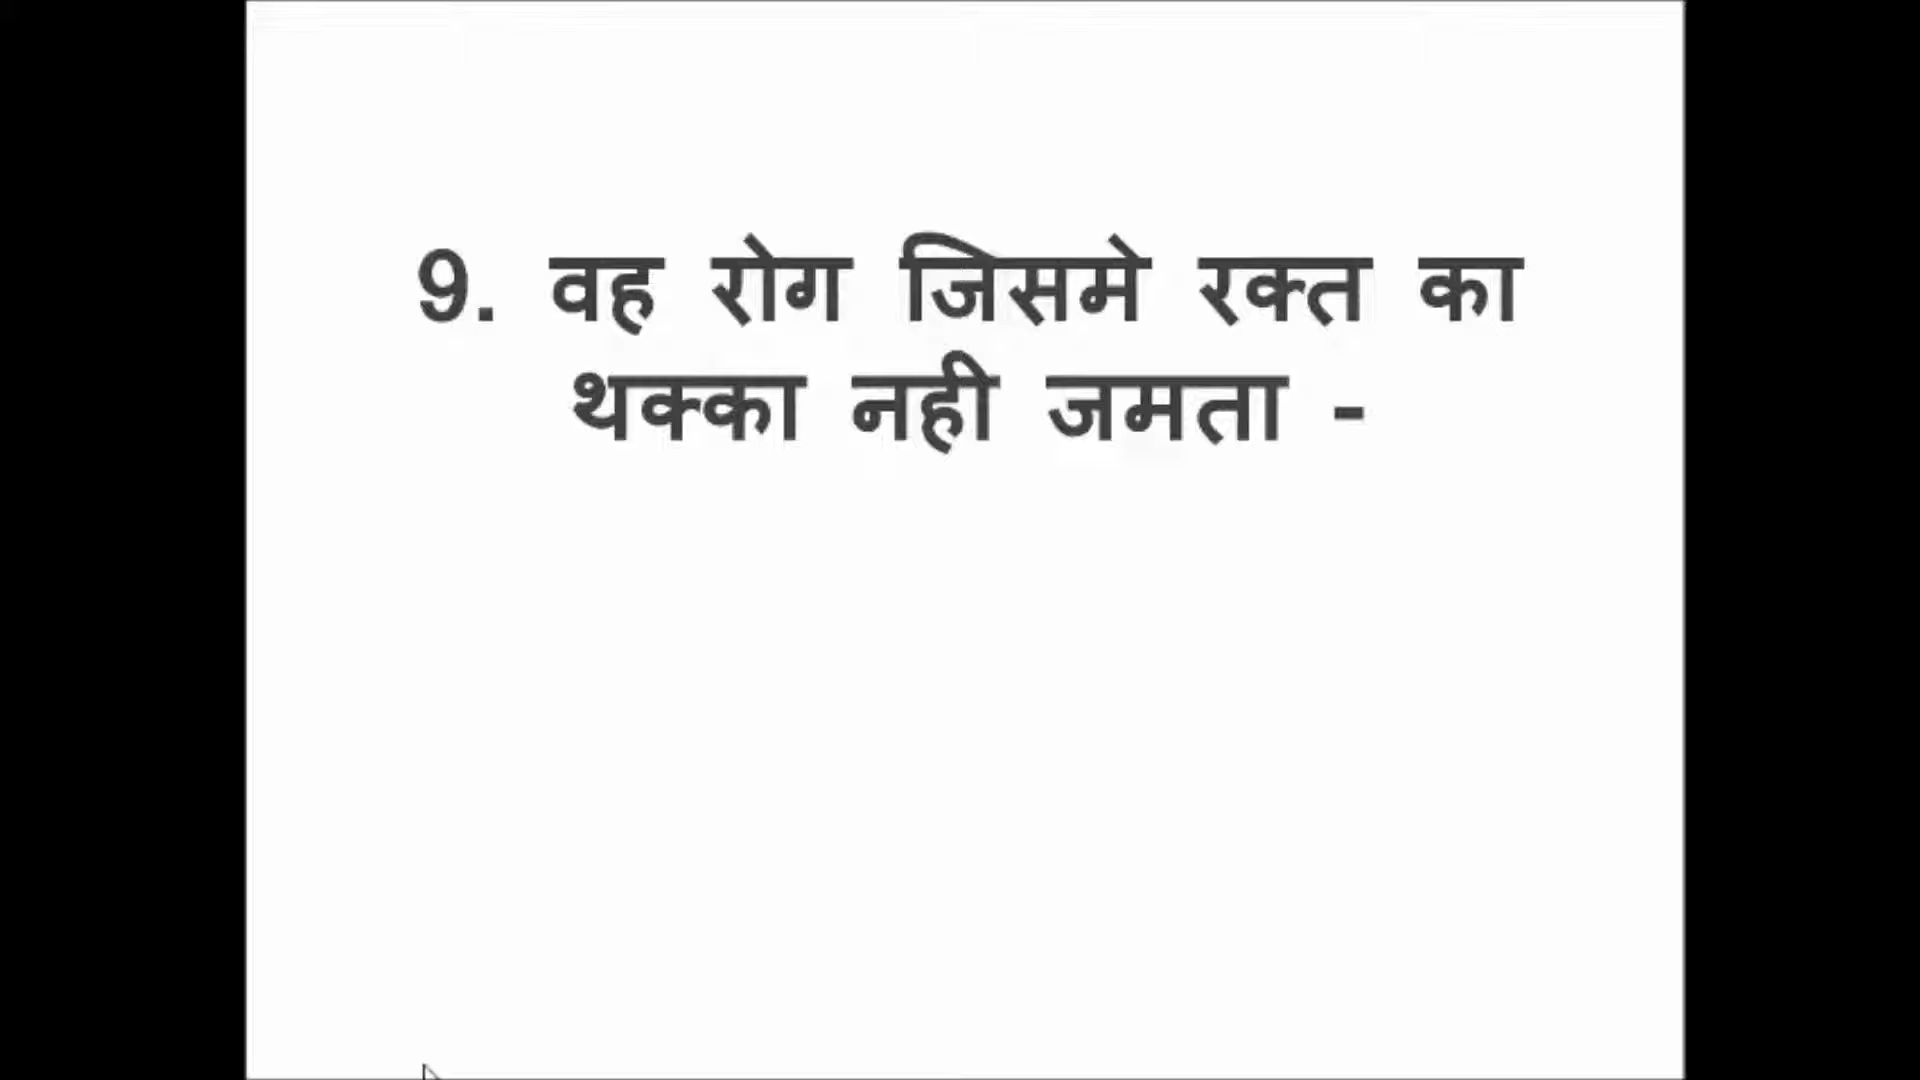 9. वह रोग जिसमे रक्त का
थक्का नही जमता -